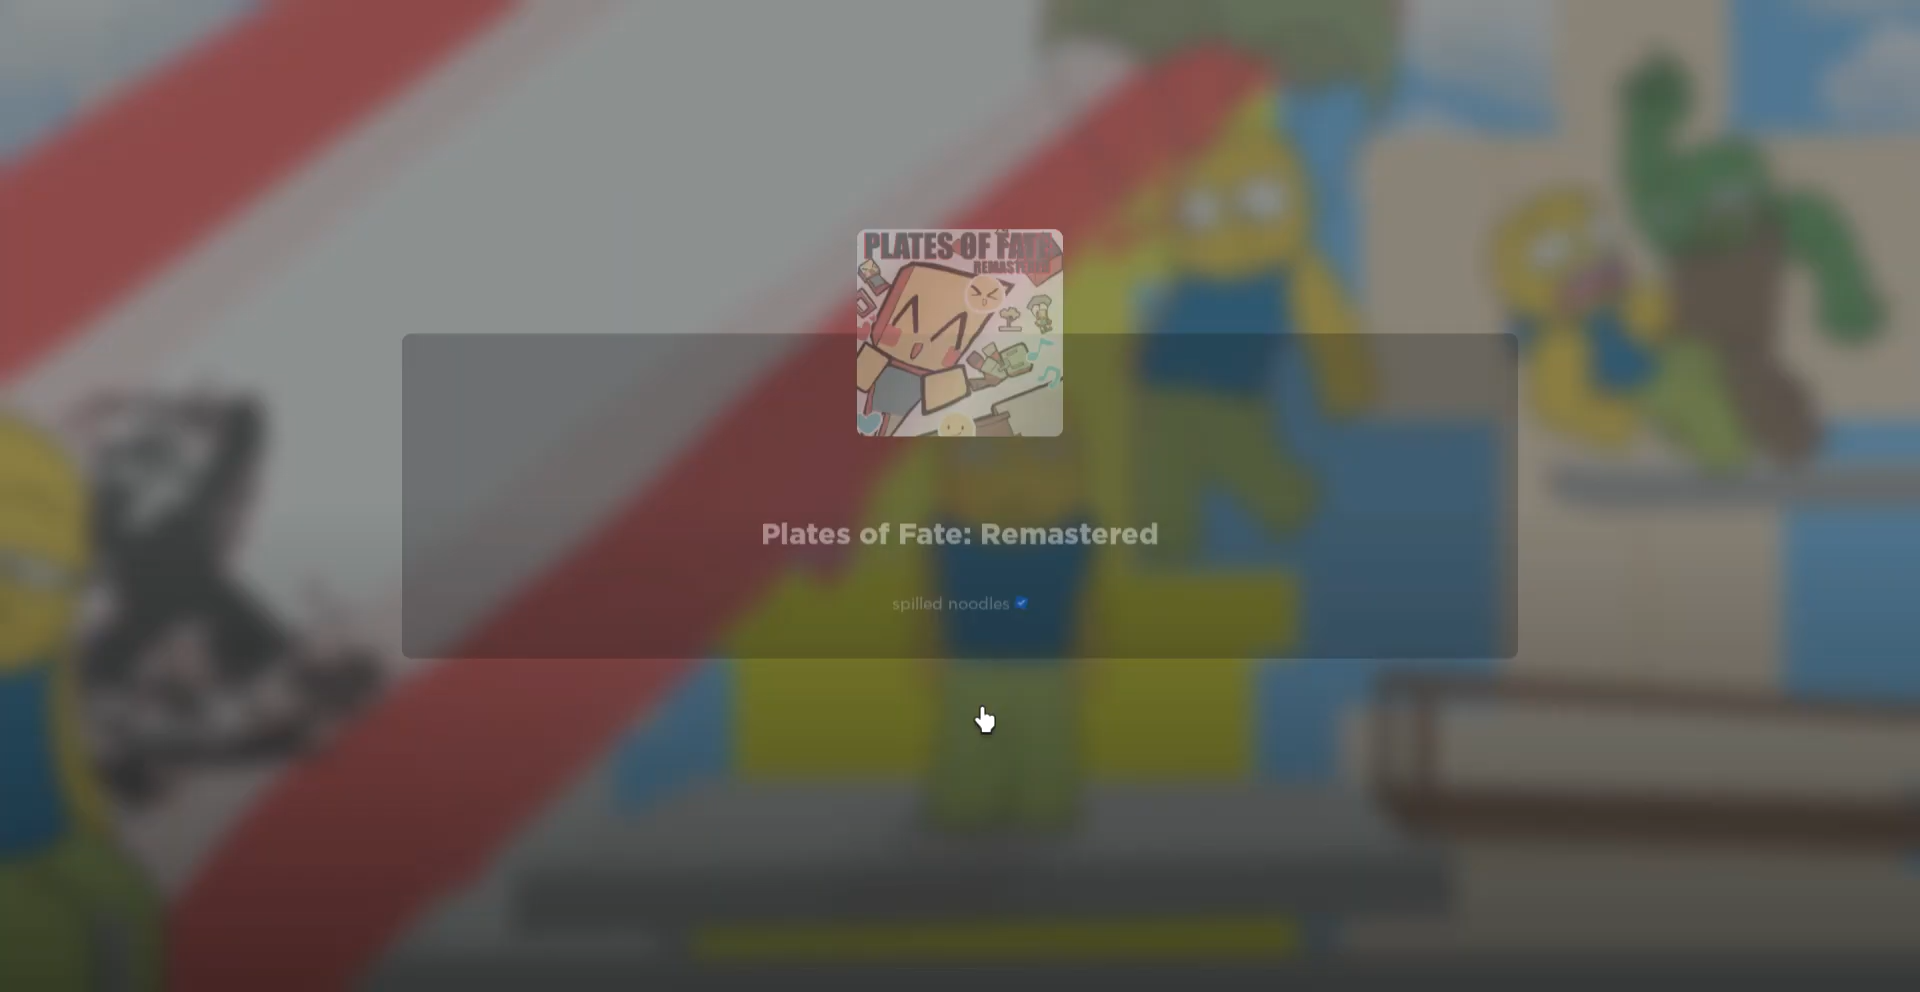 PLATES OF FATE
REMASTERED
Plates of Fate: Remastered
spilled noodles